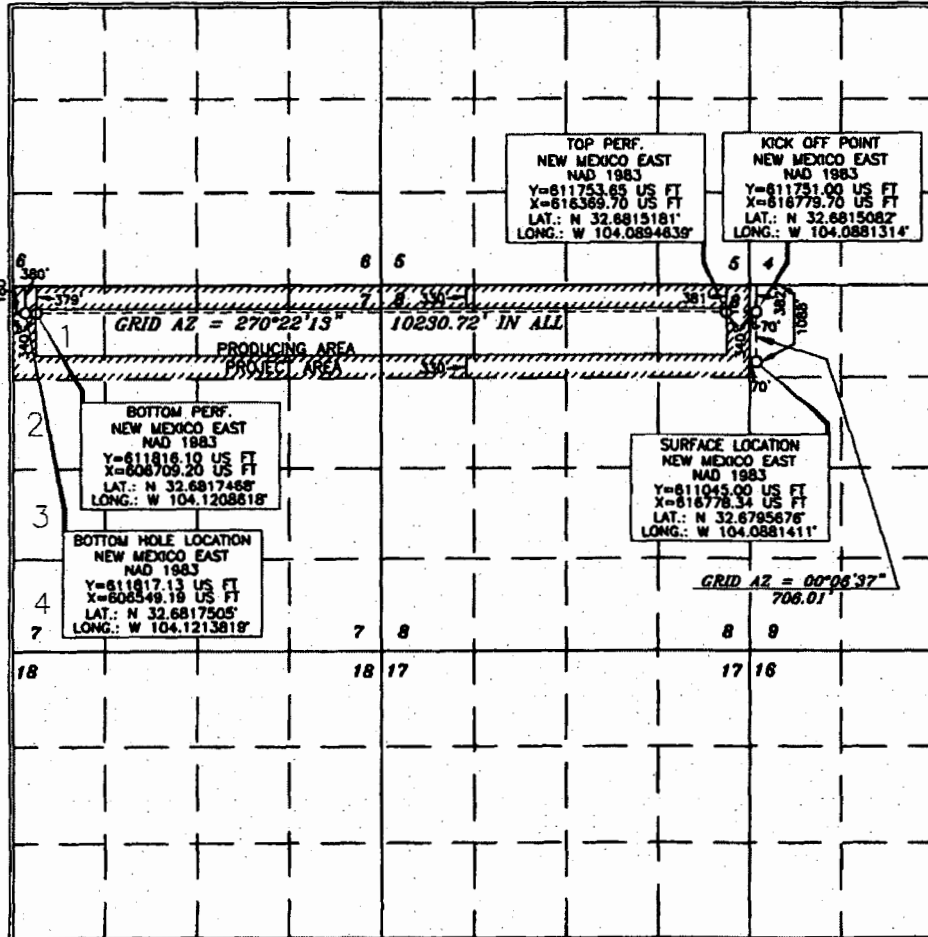 TOP PERF.
NEW MEXICO EAST
NAD 1983
Y=611753.65 US FT
X=616369.70 US FT
LAT.: N 32.6815181°
LONG.: W 104.0894639°
KICK OFF POINT
NEW MEXICO EAST
NAD 1983
Y=611751.00 US FT
X=616779.70 US FT
LAT.: N 32.6815082°
LONG.: W 104.0881314°
6
6 5
5 4
380'
379'
7 8
330'
381'
8
382'
1088'
1
GRID AZ = 270°22'13"
10230.72' IN ALL
70'
340'
340'
PRODUCING AREA
PROJECT AREA
330'
70'
BOTTOM PERF.
NEW MEXICO EAST
NAD 1983
Y=611816.10 US FT
X=606709.20 US FT
LAT.: N 32.6817468°
LONG.: W 104.1208618°
2
SURFACE LOCATION
NEW MEXICO EAST
NAD 1983
Y=611045.00 US FT
X=616778.34 US FT
LAT.: N 32.6795676°
LONG.: W 104.0881411°
3
BOTTOM HOLE LOCATION
NEW MEXICO EAST
NAD 1983
Y=611817.13 US FT
X=606549.19 US FT
LAT.: N 32.6817505°
LONG.: W 104.1213819°
4
GRID AZ = 00°06'37"
706.01'
7
7 8
8 9
18
18 17
17 16